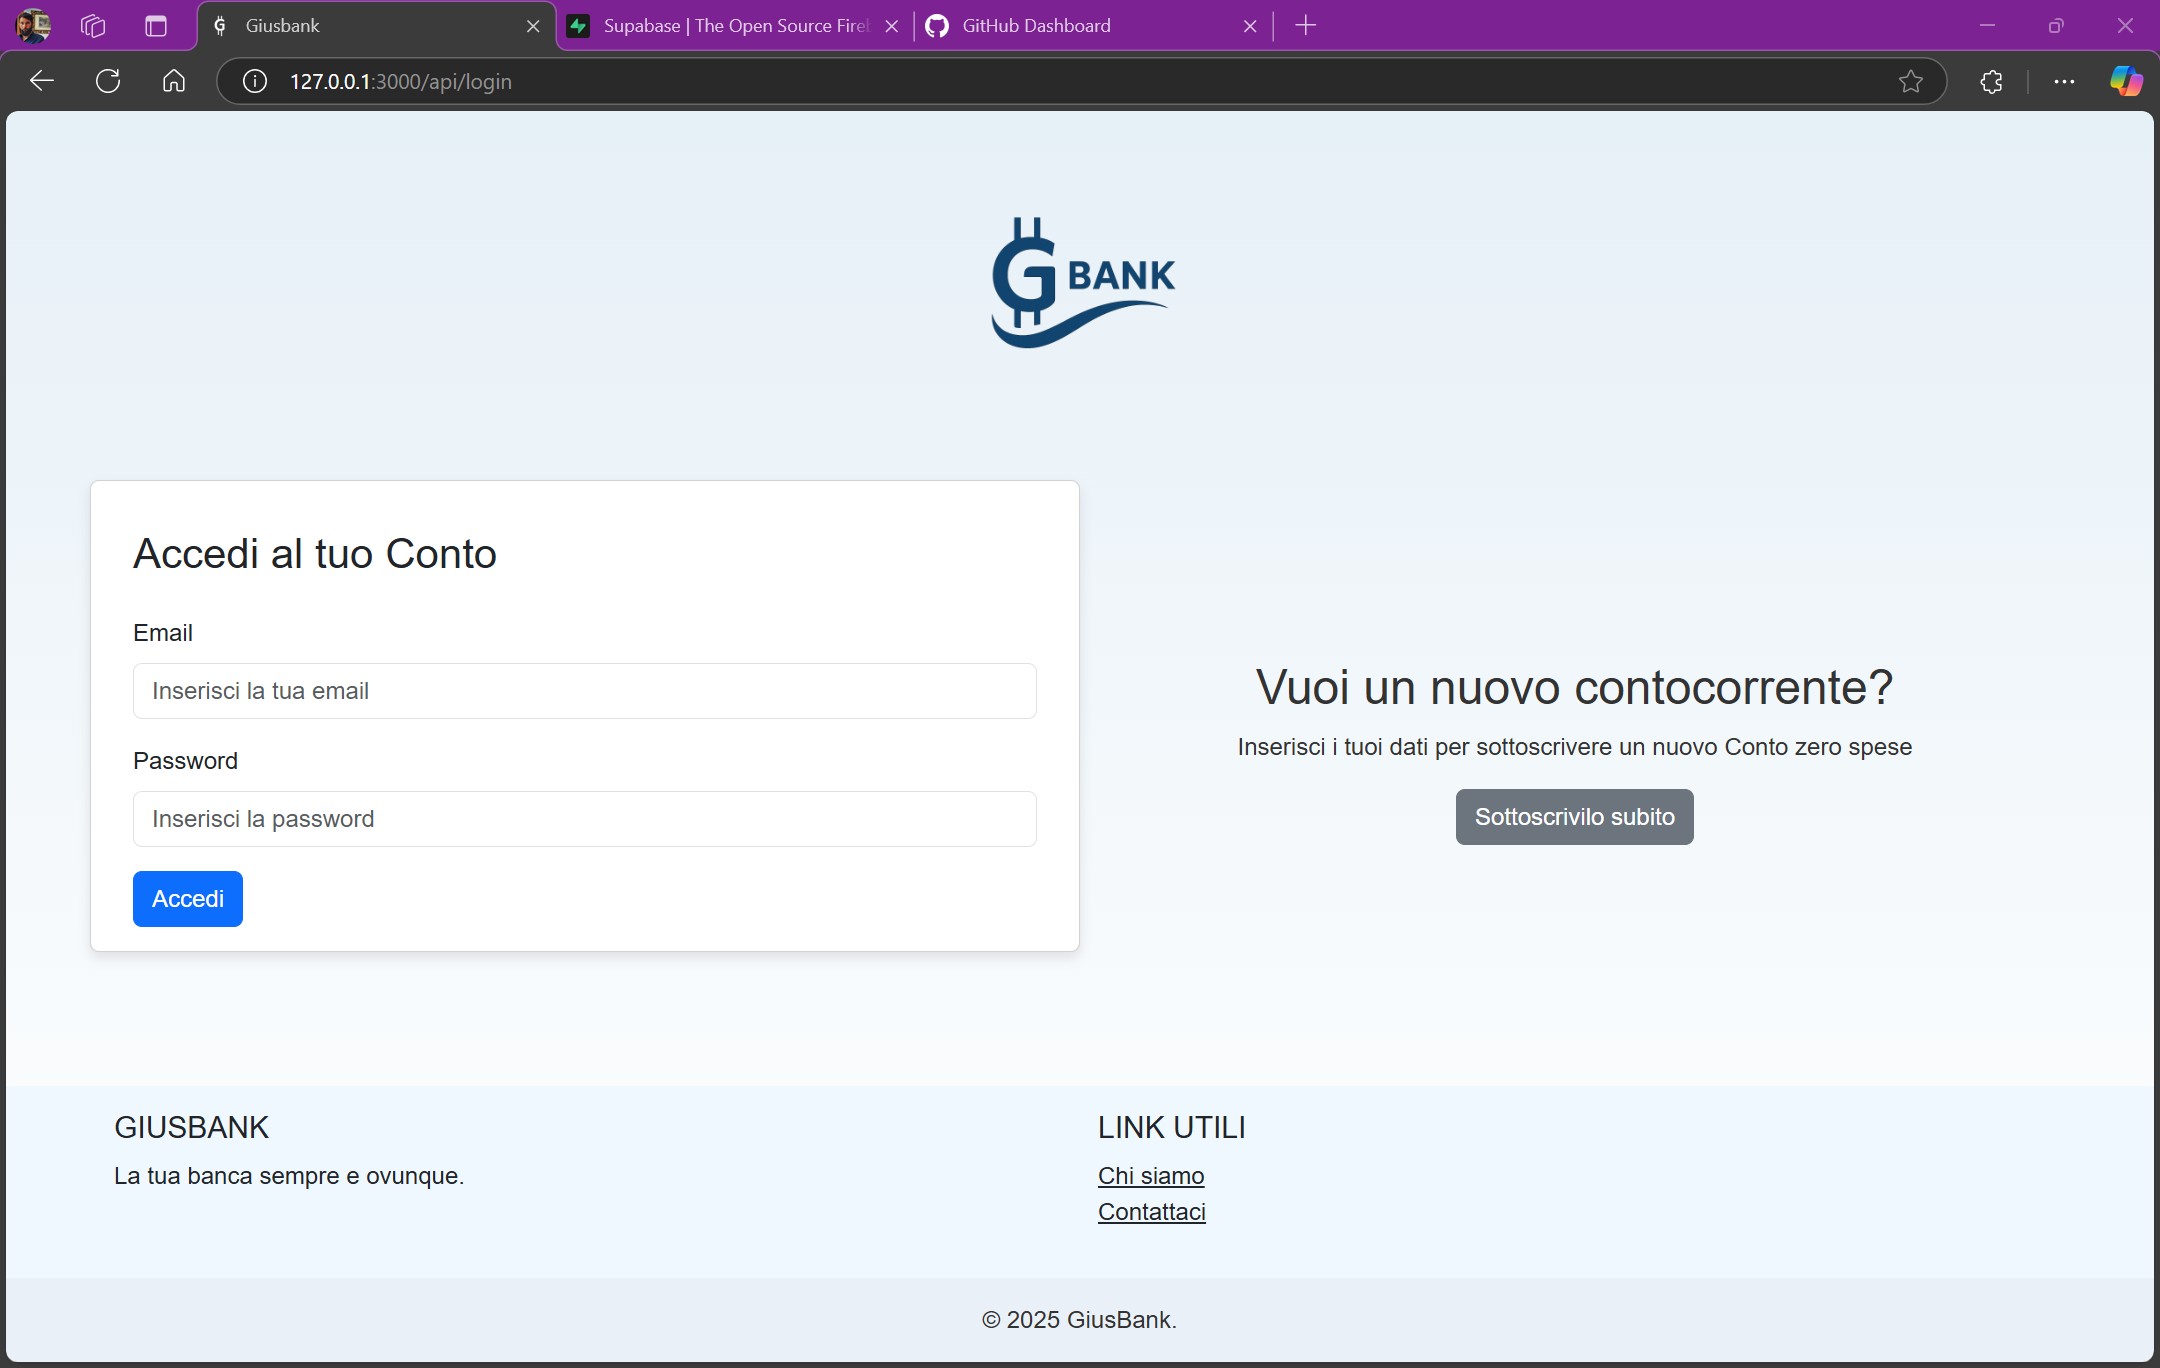 Giusbank
Supabase | The Open Source Fire
GitHub Dashboard
127.0.0.1:3000/api/login
G BANK
Accedi al tuo Conto
Email
Inserisci la tua email
Password
Inserisci la password
Accedi
Vuoi un nuovo contocorrente?
Inserisci i tuoi dati per sottoscrivere un nuovo Conto zero spese
Sottoscrivilo subito
GIUSBANK
La tua banca sempre e ovunque.
LINK UTILI
Chi siamo
Contattaci
© 2025 GiusBank.